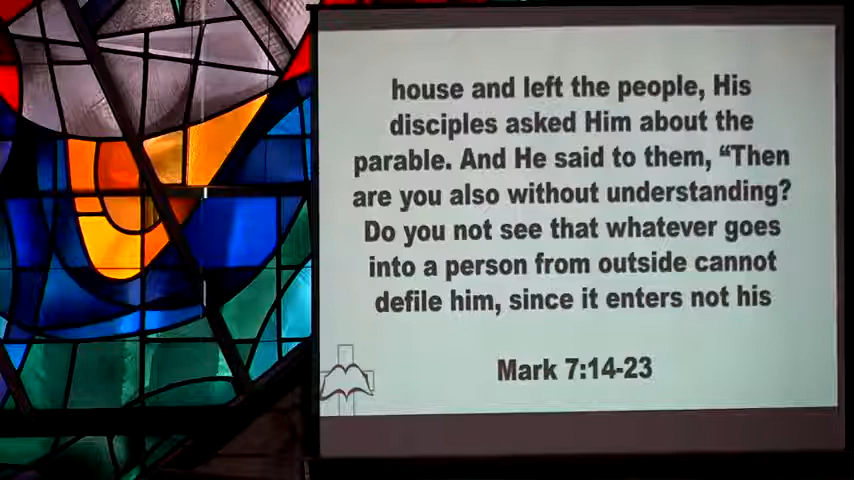 house and left the people, His
disciples asked Him about the
parable. And He said to them, “Then
are you also without understanding?
Do you not see that whatever goes
into a person from outside cannot
defile him, since it enters not his
Mark 7:14-23